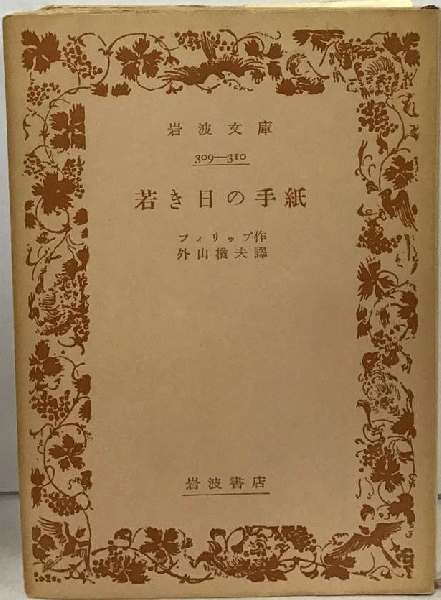 岩波文庫
309—310
若き日の手紙
フィリップ作
外山楢夫譯
岩波書店